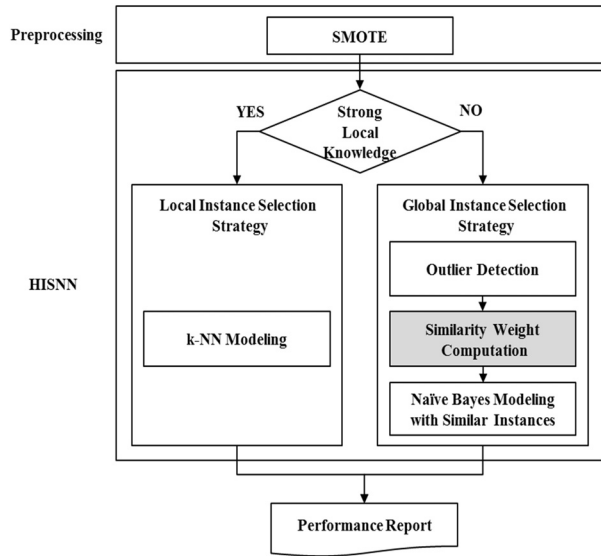 Preprocessing
SMOTE
YES
Strong
Local
Knowledge
NO
Local Instance Selection
Strategy
Global Instance Selection
Strategy
Outlier Detection
HISNN
k-NN Modeling
Similarity Weight
Computation
Naïve Bayes Modeling
with Similar Instances
Performance Report